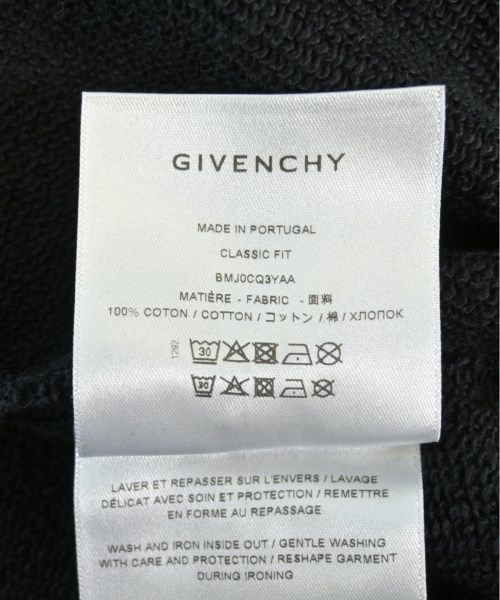 GIVENCHY
MADE IN PORTUGAL
CLASSIC FIT
BMJ0CQ3YAA
MATIÈRE - FABRIC - 面料
100% COTON / COTTON / コットン / 棉 / ХЛОПОК
1292
30
30
LAVER ET REPASSER SUR L'ENVERS / LAVAGE
DÉLICAT AVEC SOIN ET PROTECTION / REMETTRE
EN FORME AU REPASSAGE
WASH AND IRON INSIDE OUT / GENTLE WASHING
WITH CARE AND PROTECTION / RESHAPE GARMENT
DURING IRONING